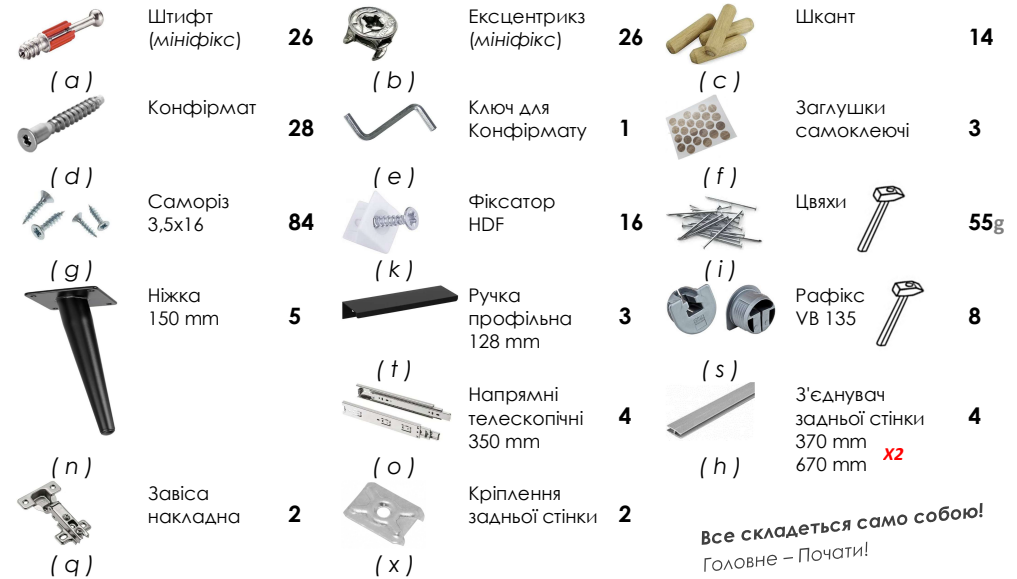 Штифт
(мініфікс)
26
( a )
Ексцентрикз
(мініфікс)
26
( b )
Шкант
14
( c )
Конфірмат
28
( d )
Ключ для
Конфірмату
1
( e )
Заглушки
самоклеючі
3
( f )
Саморіз
3,5x16
84
( g )
Фіксатор
HDF
16
( k )
Цвяхи
55g
( i )
Ніжка
150 mm
5
( n )
Ручка
профільна
128 mm
3
( t )
Рафікс
VB 135
8
( s )
Напрямні
телескопічні
350 mm
4
( o )
З'єднувач
задньої стінки
370 mm
670 mm
X2
4
( h )
Завіса
накладна
2
( q )
Кріплення
задньої стінки
2
( x )
Все складеться само собою!
Головне – Почати!